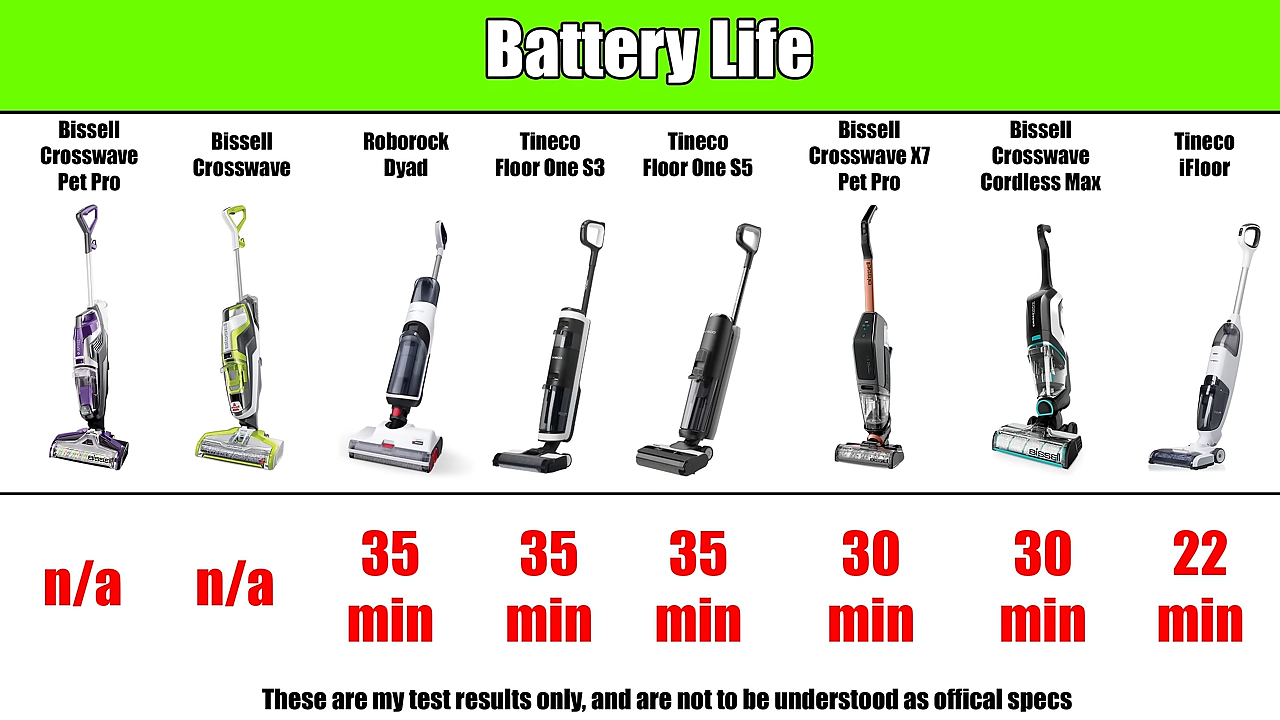 Battery Life
Bissell
Crosswave
Pet Pro
Bissell
Crosswave
Roborock
Dyad
Tineco
Floor One S3
Tineco
Floor One S5
Bissell
Crosswave X7
Pet Pro
Bissell
Crosswave
Cordless Max
Tineco
iFloor
BISSELL
n/a
n/a
35
min
35
min
35
min
30
min
30
min
22
min
These are my test results only, and are not to be understood as offical specs